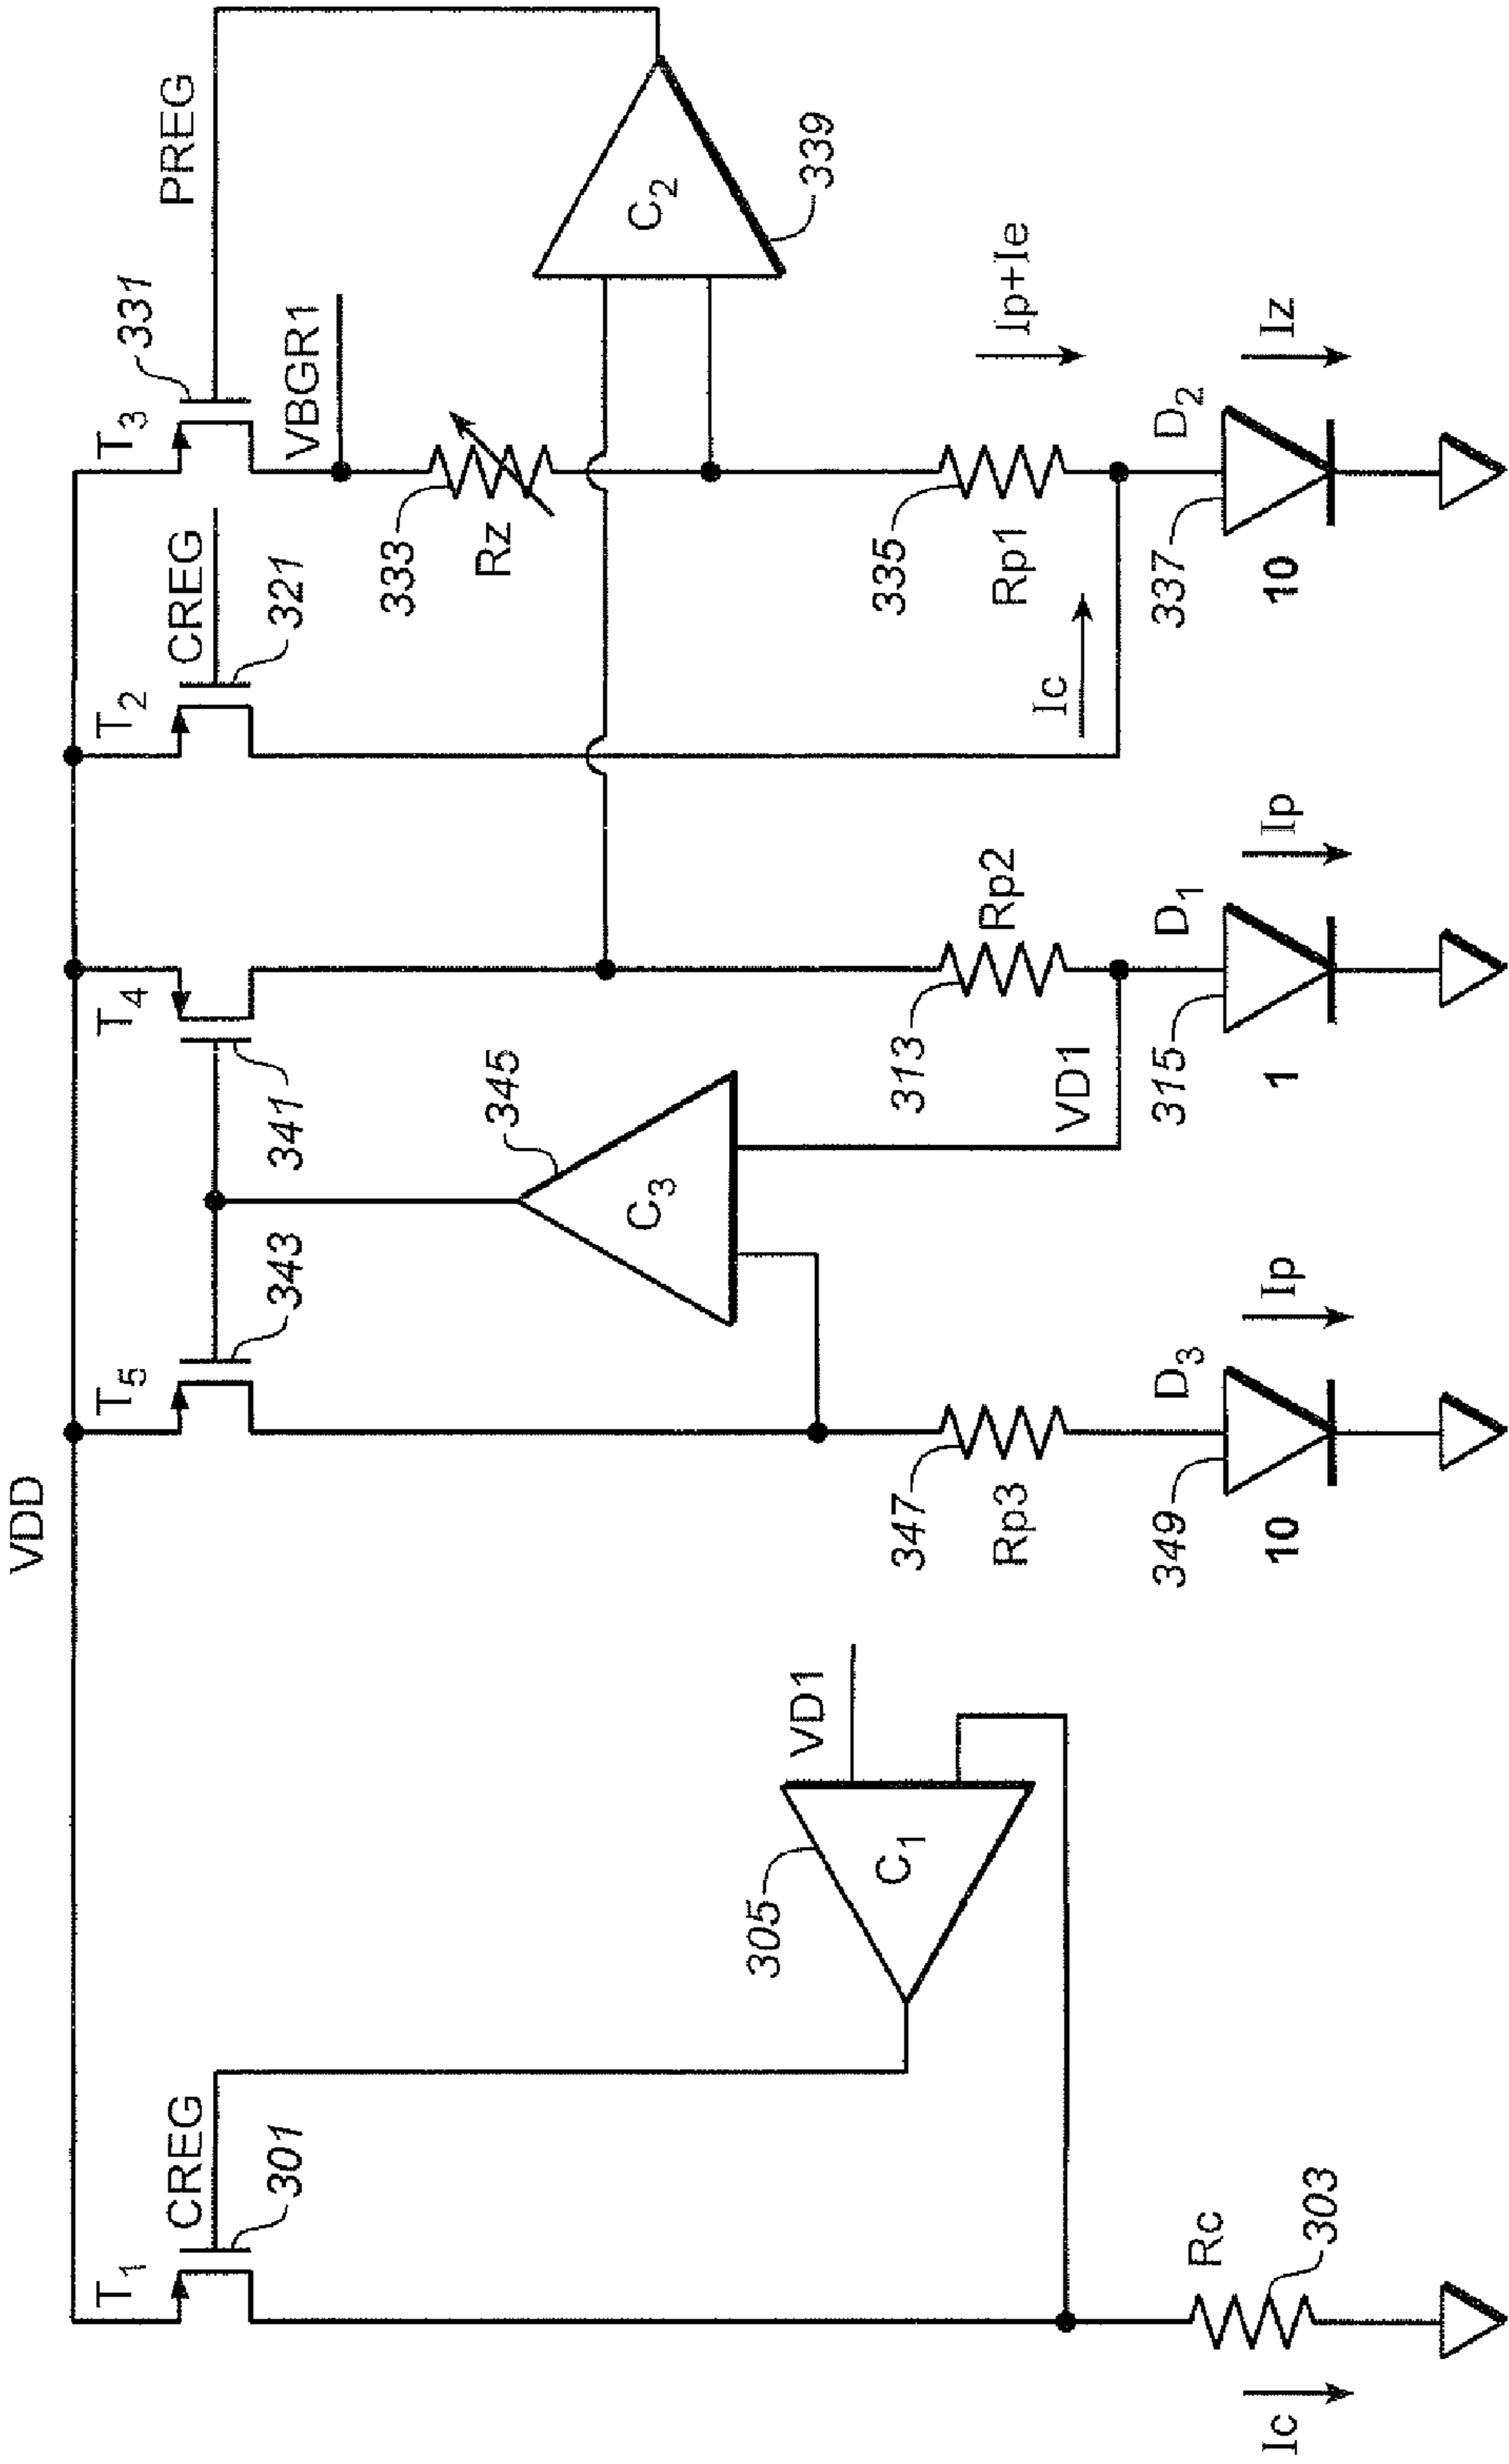 VDD
T1
CREG
301
T5
343
T4
341
T2
CREG
321
T3
331
PREG
VBGR1
345
C3
333
Rz
C2
339
305
C1
VD1
347
Rp3
313
Rp2
VD1
335
Rp1
Ic
Ip+Ie
Rc
303
Ic
D3
349
10
Ip
D1
315
1
Ip
D2
337
10
Iz